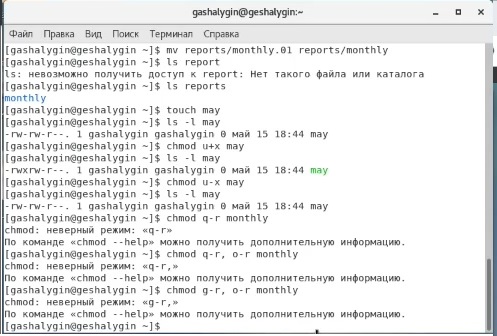 gashalygin@geshalygin:~
Файл Правка Вид Поиск Терминал Справка
[gashalygin@geshalygin ~]$ mv reports/monthly.01 reports/monthly
[gashalygin@geshalygin ~]$ ls report
ls: невозможно получить доступ к report: Нет такого файла или каталога
[gashalygin@geshalygin ~]$ ls reports
monthly
[gashalygin@geshalygin ~]$ touch may
[gashalygin@geshalygin ~]$ ls -l may
-rw-rw-r--. 1 gashalygin gashalygin 0 май 15 18:44 may
[gashalygin@geshalygin ~]$ chmod u+x may
[gashalygin@geshalygin ~]$ ls -l may
-rwxrw-r--. 1 gashalygin gashalygin 0 май 15 18:44 may
[gashalygin@geshalygin ~]$ chmod u-x may
[gashalygin@geshalygin ~]$ ls -l may
-rw-rw-r--. 1 gashalygin gashalygin 0 май 15 18:44 may
[gashalygin@geshalygin ~]$ chmod q-r monthly
chmod: неверный режим: «q-r»
По команде «chmod --help» можно получить дополнительную информацию.
[gashalygin@geshalygin ~]$ chmod q-r, o-r monthly
chmod: неверный режим: «q-r,»
По команде «chmod --help» можно получить дополнительную информацию.
[gashalygin@geshalygin ~]$ chmod g-r, o-r monthly
chmod: неверный режим: «g-r,»
По команде «chmod --help» можно получить дополнительную информацию.
[gashalygin@geshalygin ~]$